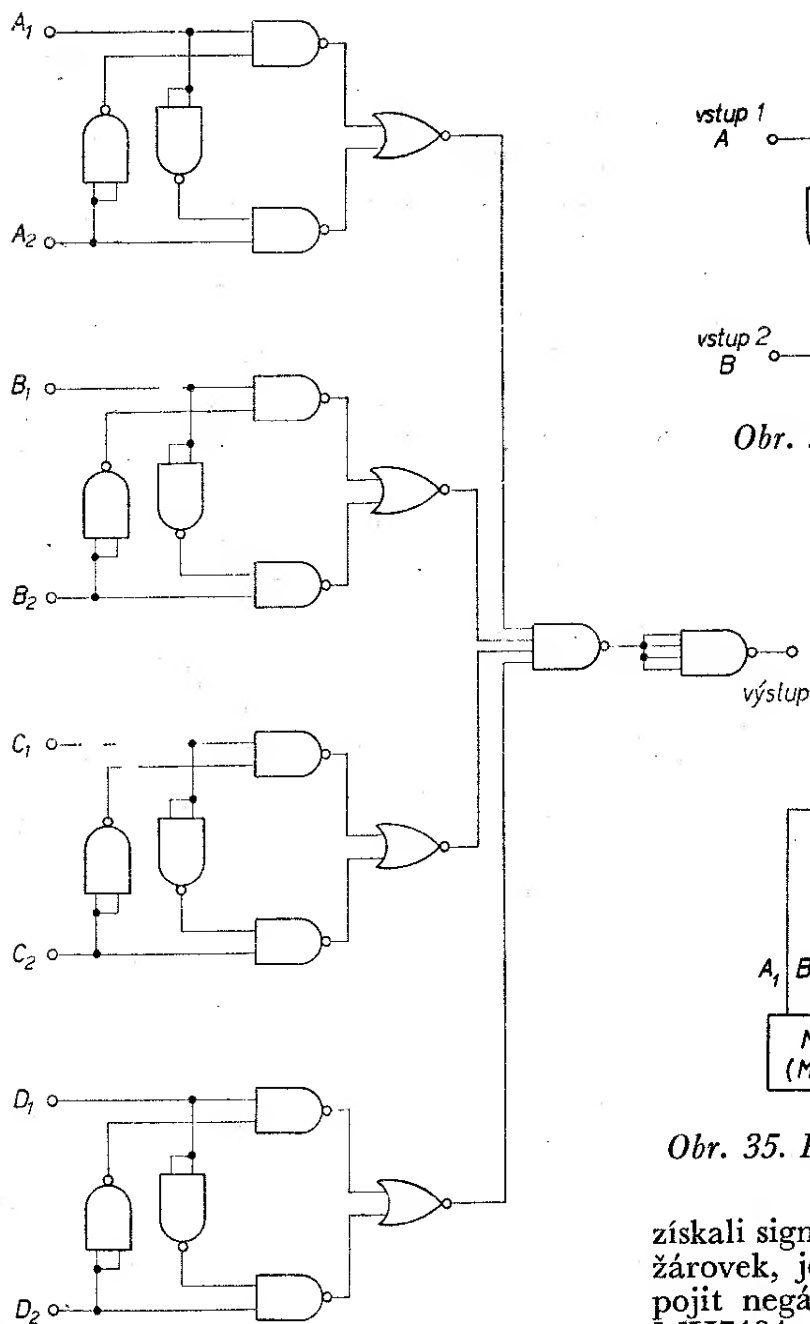 A₁
A₂
B₁
B₂
C₁
C₂
D₁
D₂
výstup
vstup 1
A
vstup 2
B
Obr.
A₁ B
Obr. 35.
získali sign
žárovek, j
pojit negá